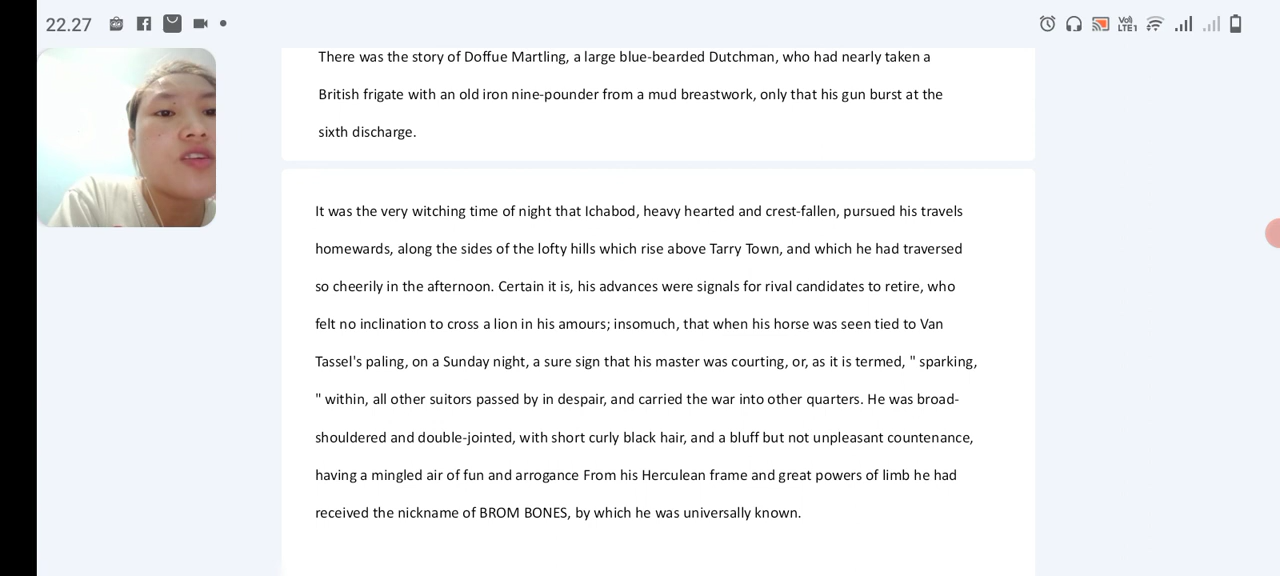 22.27
VoLTE1
There was the story of Doffue Martling, a large blue-bearded Dutchman, who had nearly taken a
British frigate with an old iron nine-pounder from a mud breastwork, only that his gun burst at the
sixth discharge.
It was the very witching time of night that Ichabod, heavy hearted and crest-fallen, pursued his travels
homewards, along the sides of the lofty hills which rise above Tarry Town, and which he had traversed
so cheerily in the afternoon. Certain it is, his advances were signals for rival candidates to retire, who
felt no inclination to cross a lion in his amours; insomuch, that when his horse was seen tied to Van
Tassel's paling, on a Sunday night, a sure sign that his master was courting, or, as it is termed, " sparking,
" within, all other suitors passed by in despair, and carried the war into other quarters. He was broad-
shouldered and double-jointed, with short curly black hair, and a bluff but not unpleasant countenance,
having a mingled air of fun and arrogance From his Herculean frame and great powers of limb he had
received the nickname of BROM BONES, by which he was universally known.